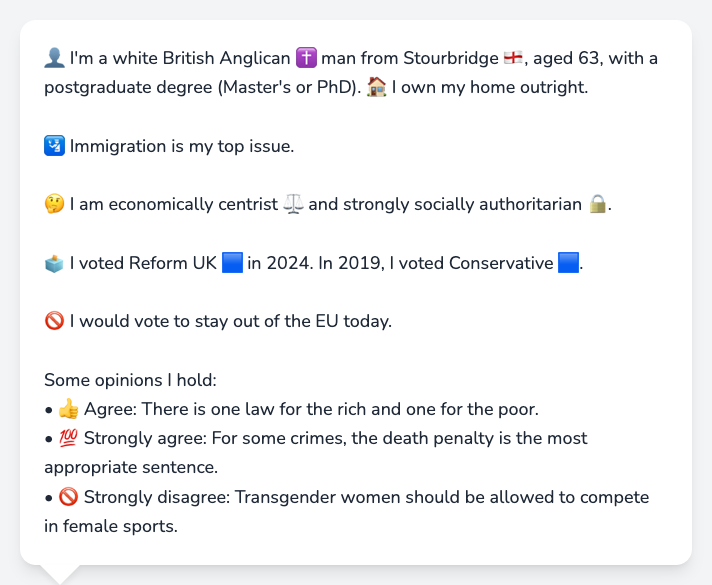 👤 I'm a white British Anglican ✝️ man from Stourbridge 🏴󠁧󠁢󠁥󠁮󠁧󠁿, aged 63, with a
postgraduate degree (Master's or PhD). 🏠 I own my home outright.
🛂 Immigration is my top issue.
🤔 I am economically centrist ⚖️ and strongly socially authoritarian 🔒.
🗳️ I voted Reform UK 🟦 in 2024. In 2019, I voted Conservative 🟦.
🚫 I would vote to stay out of the EU today.
Some opinions I hold:
• 👍 Agree: There is one law for the rich and one for the poor.
• 💯 Strongly agree: For some crimes, the death penalty is the most
appropriate sentence.
• 🚫 Strongly disagree: Transgender women should be allowed to compete
in female sports.